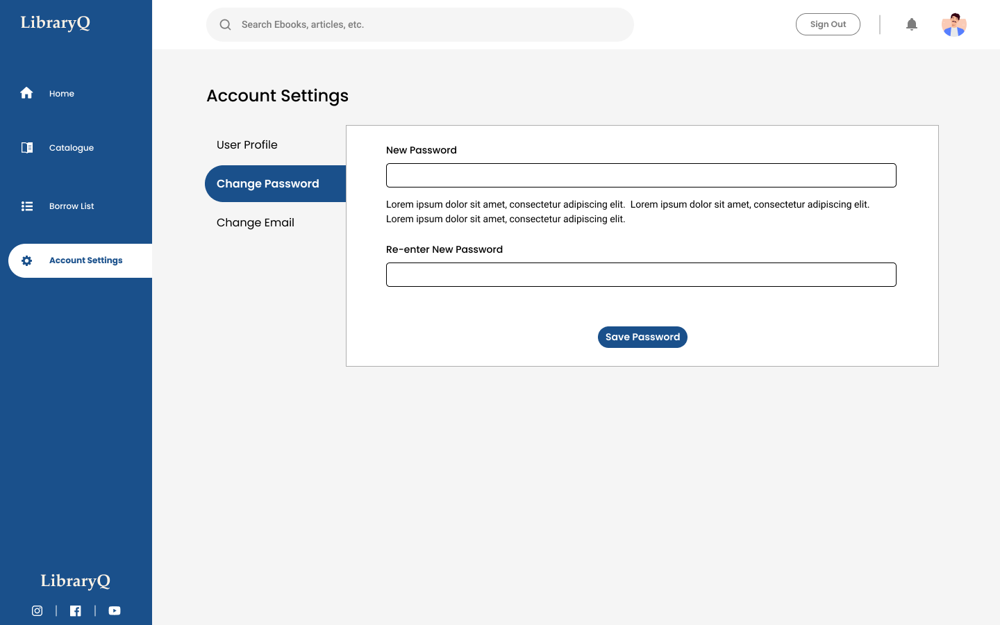 LibraryQ
Search Ebooks, articles, etc.
Sign Out
Home
Catalogue
Borrow List
Account Settings
Account Settings
User Profile
Change Password
Change Email
New Password
Lorem ipsum dolor sit amet, consectetur adipiscing elit.  Lorem ipsum dolor sit amet, consectetur adipiscing elit.
Lorem ipsum dolor sit amet, consectetur adipiscing elit.
Re-enter New Password
Save Password
LibraryQ